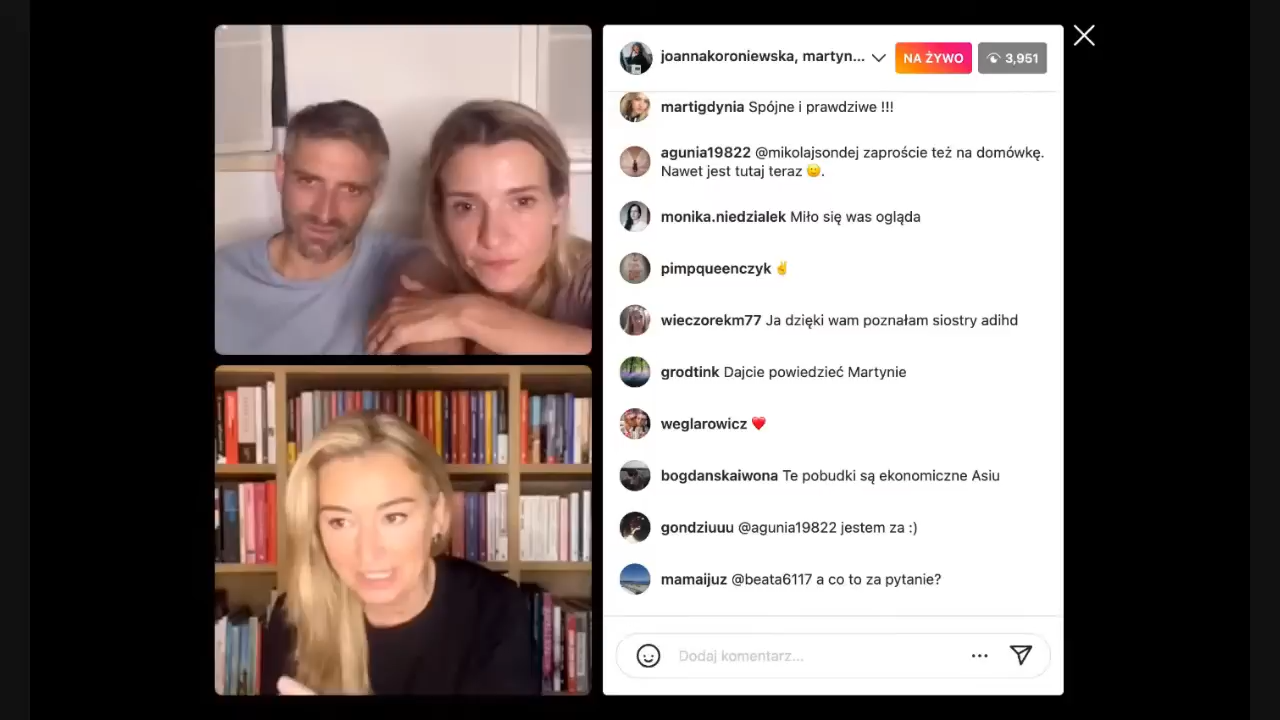 joannakoroniewska, martyn...
NA ŻYWO
3,951
martigdynia Spójne i prawdziwe !!!
agunia19822 @mikolajsondej zaproście też na domówkę.
Nawet jest tutaj teraz 🙂.
monika.niedzialek Miło się was ogląda
pimpqueenczyk ✌️
wieczorekm77 Ja dzięki wam poznałam siostry adihd
grodtink Dajcie powiedzieć Martynie
weglarowicz ❤️
bogdanskaiwona Te pobudki są ekonomiczne Asiu
gondziuuu @agunia19822 jestem za :)
mamaijuz @beata6117 a co to za pytanie?
Dodaj komentarz...